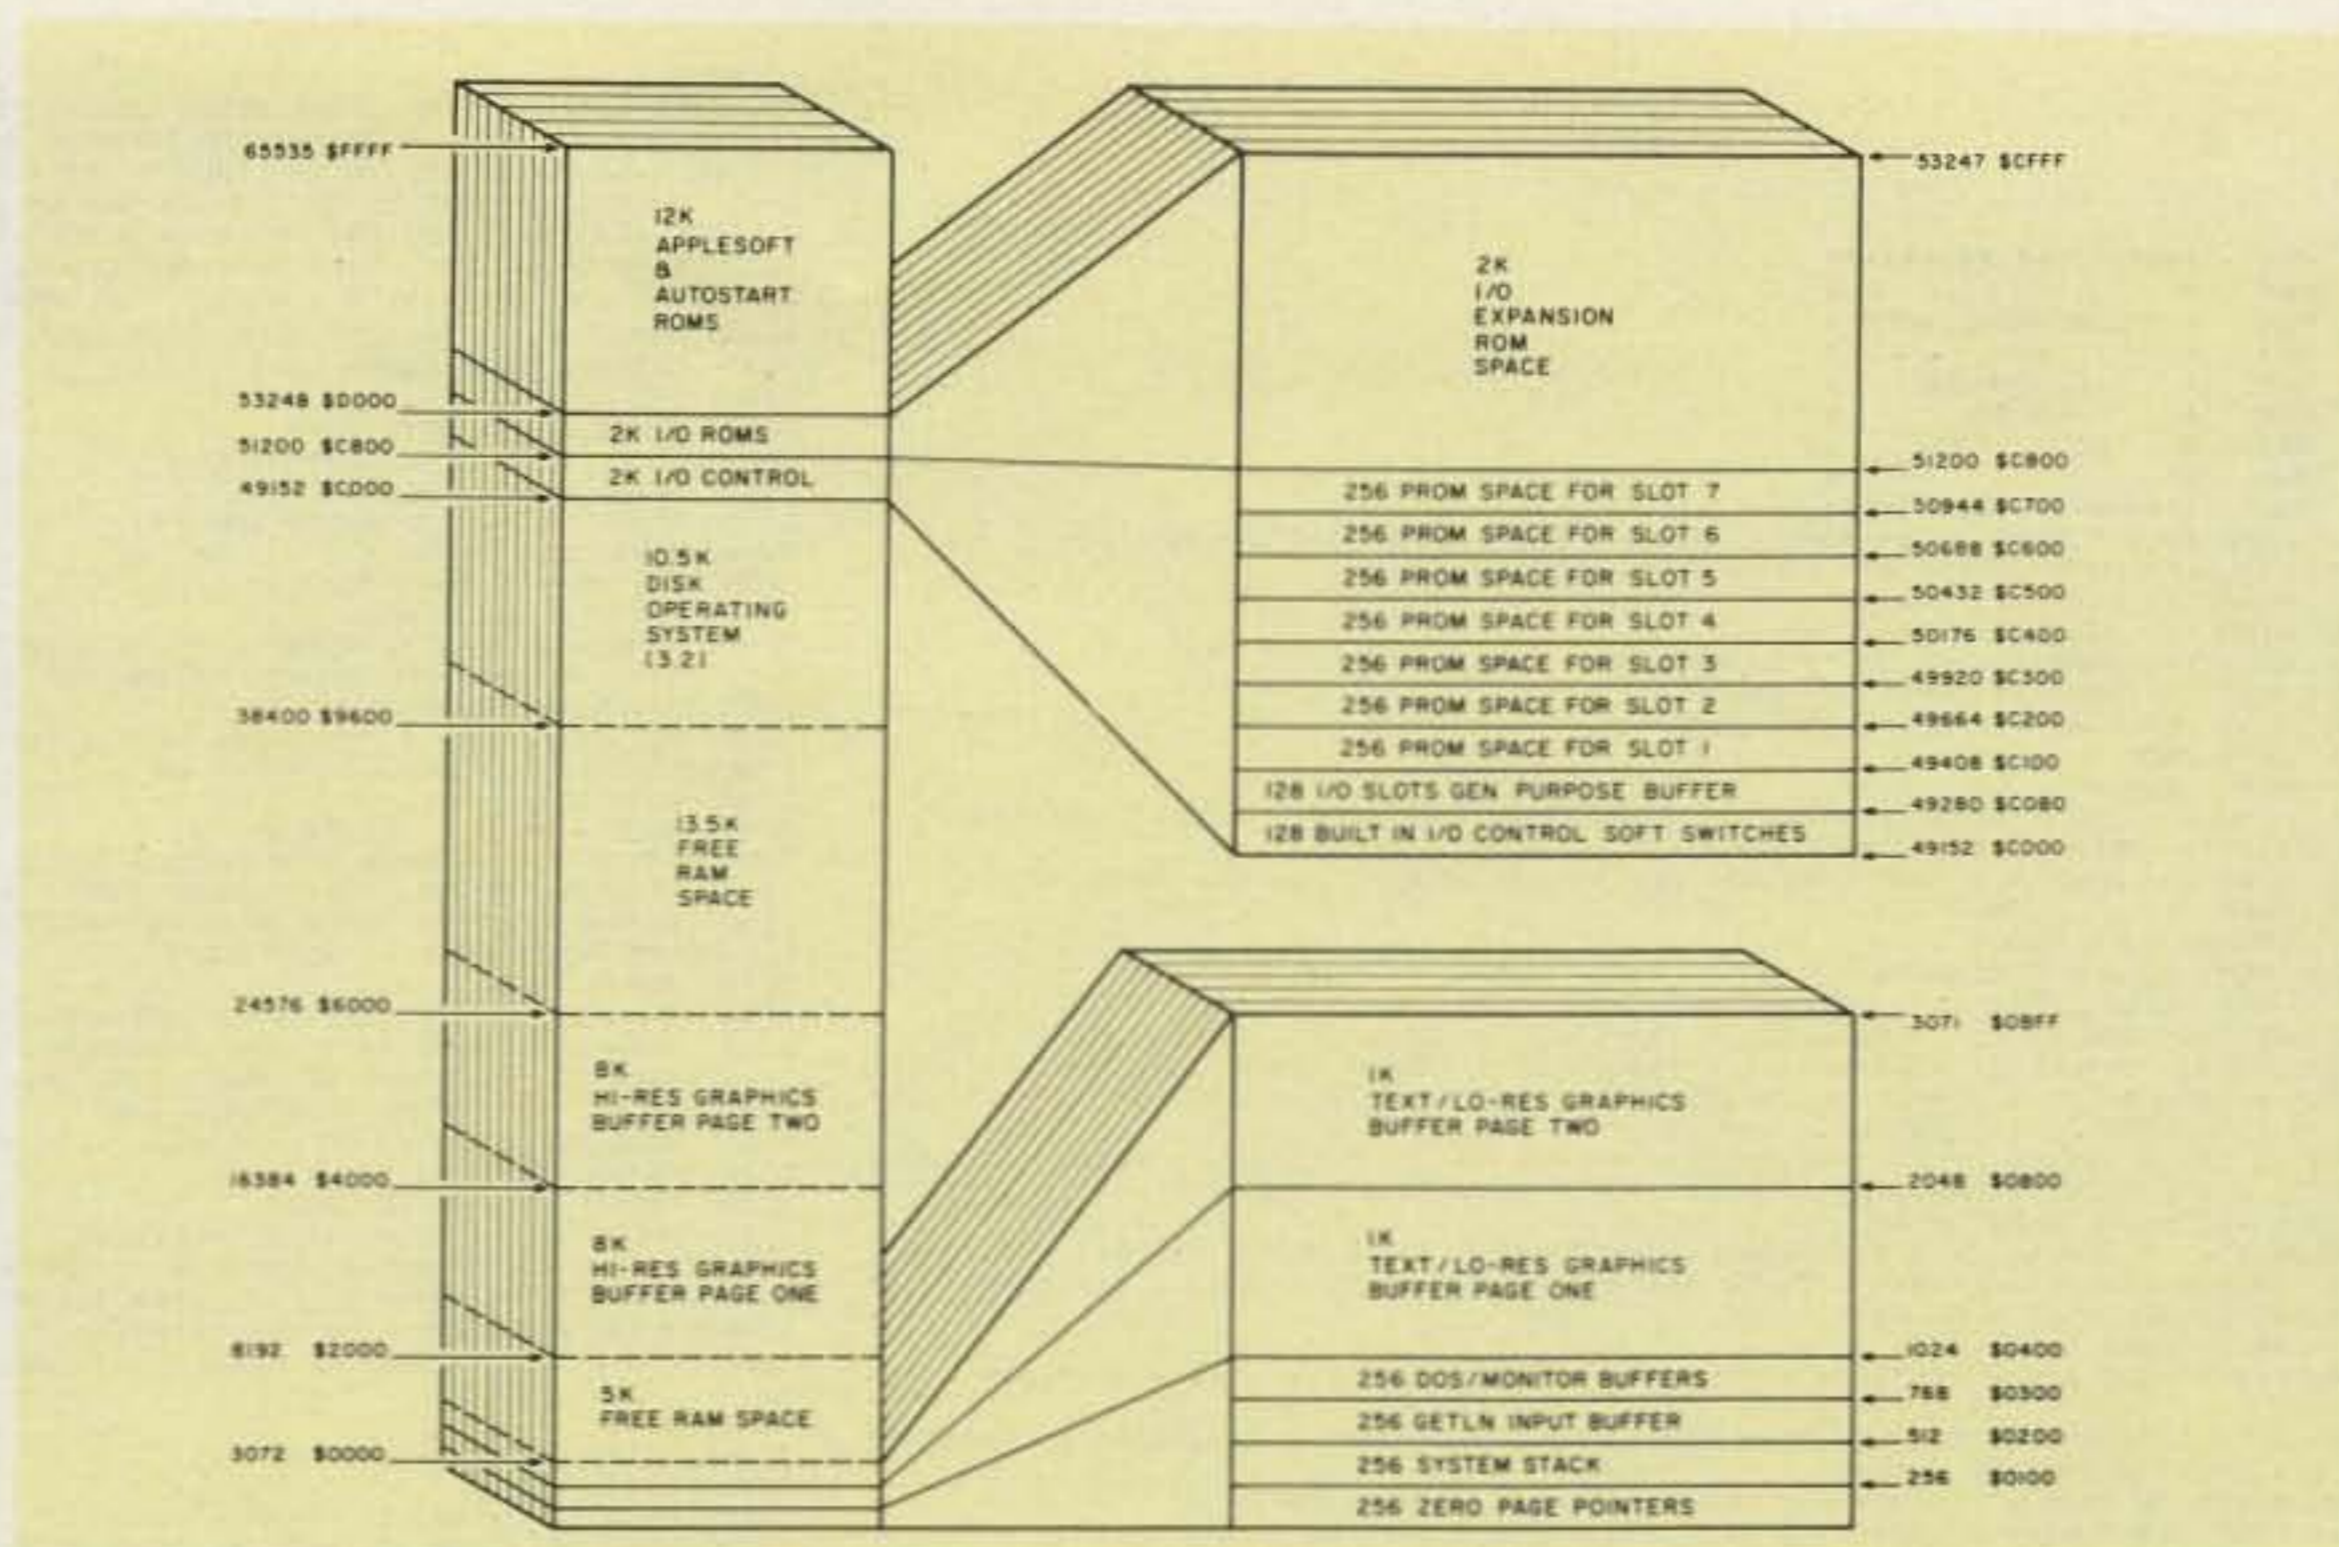 65535 $FFFF
12K
APPLESOFT
&
AUTOSTART
ROMS
53248 $D000
2K I/O ROMS
51200 $C800
2K I/O CONTROL
49152 $C000
10.5K
DISK
OPERATING
SYSTEM
(3.2)
38400 $9600
13.5K
FREE
RAM
SPACE
24576 $6000
8K
HI-RES GRAPHICS
BUFFER PAGE TWO
16384 $4000
8K
HI-RES GRAPHICS
BUFFER PAGE ONE
8192 $2000
5K
FREE RAM SPACE
3072 $0000
53247 $CFFF
2K
I/O
EXPANSION
ROM
SPACE
51200 $C800
256 PROM SPACE FOR SLOT 7
50944 $C700
256 PROM SPACE FOR SLOT 6
50688 $C600
256 PROM SPACE FOR SLOT 5
50432 $C500
256 PROM SPACE FOR SLOT 4
50176 $C400
256 PROM SPACE FOR SLOT 3
49920 $C300
256 PROM SPACE FOR SLOT 2
49664 $C200
256 PROM SPACE FOR SLOT 1
49408 $C100
128 I/O SLOTS GEN PURPOSE BUFFER
49280 $C080
128 BUILT IN I/O CONTROL SOFT SWITCHES
49152 $C000
3071 $0BFF
1K
TEXT/LO-RES GRAPHICS
BUFFER PAGE TWO
2048 $0800
1K
TEXT/LO-RES GRAPHICS
BUFFER PAGE ONE
1024 $0400
256 DOS/MONITOR BUFFERS
768 $0300
256 GETLN INPUT BUFFER
512 $0200
256 SYSTEM STACK
256 $0100
256 ZERO PAGE POINTERS